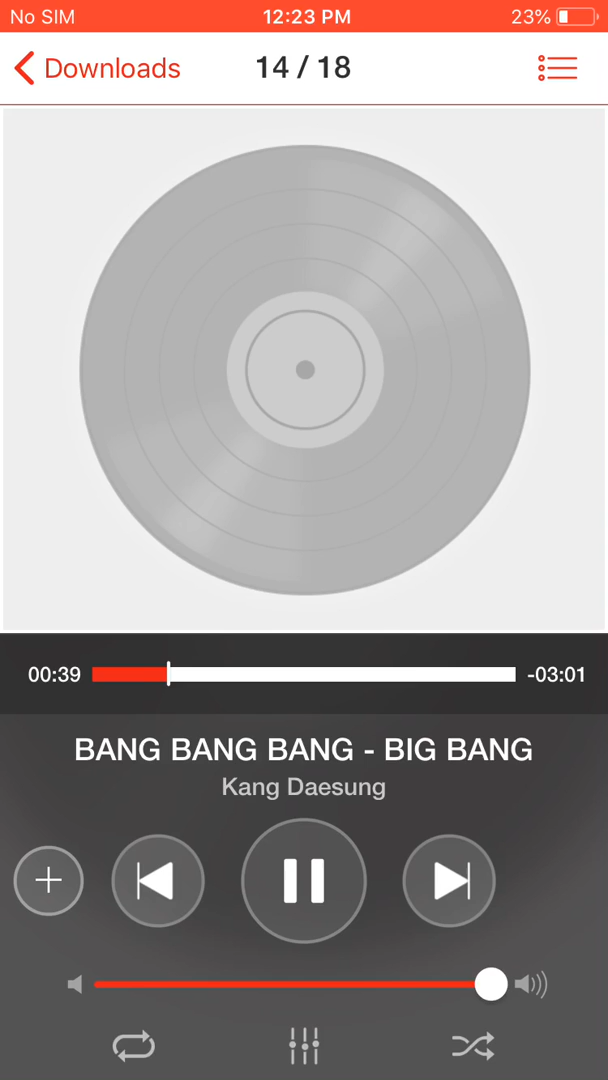 No SIM 12:23 PM 23%
Downloads 14 / 18
00:39 -03:01
BANG BANG BANG - BIG BANG
Kang Daesung